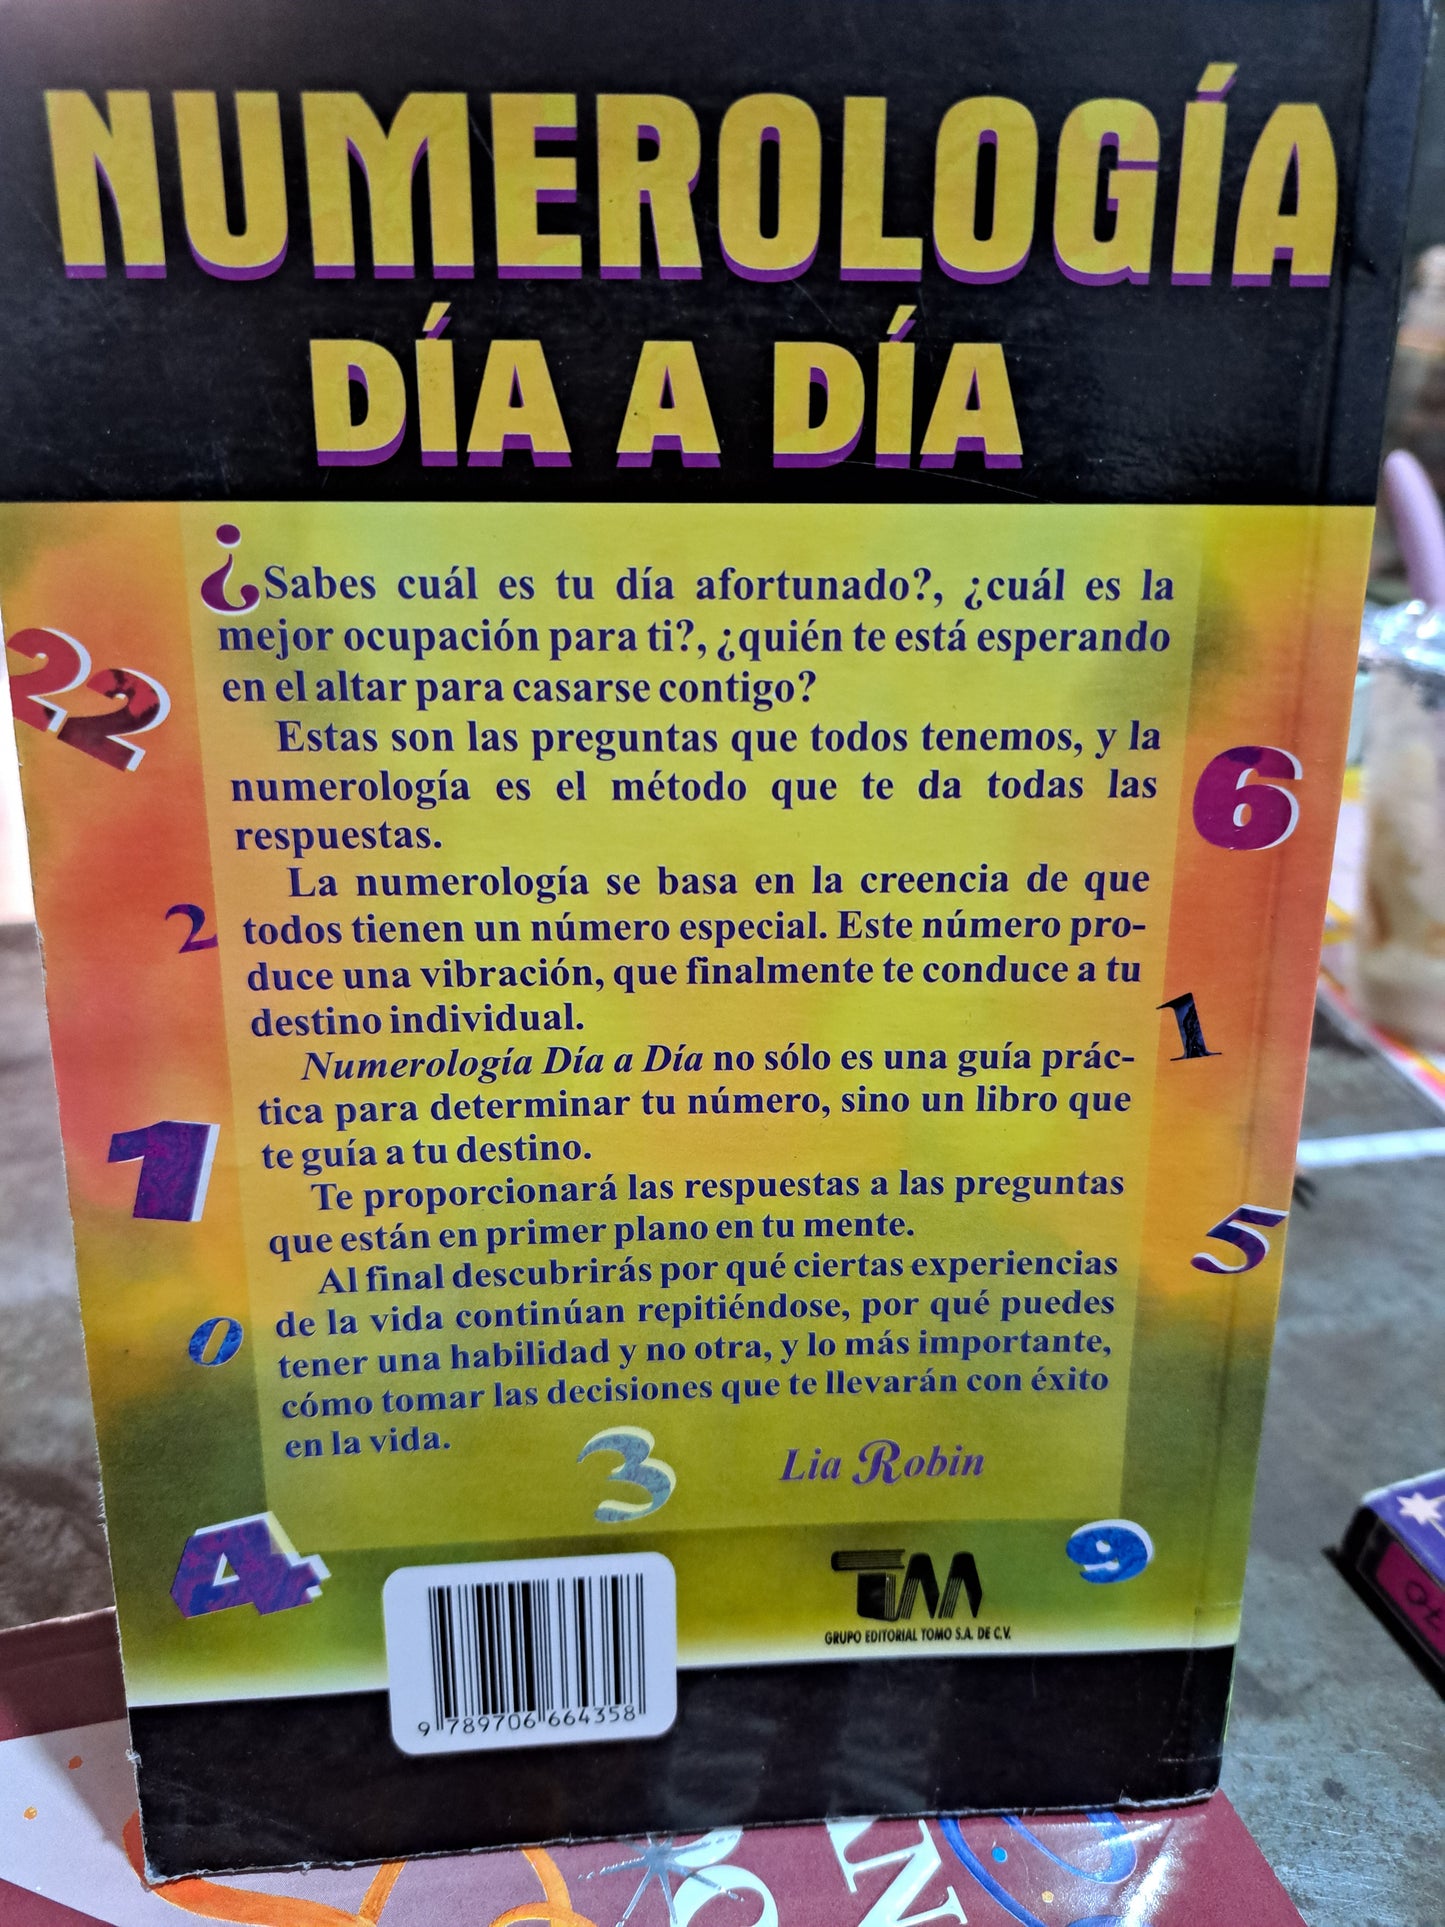 NUMEROLOGÍA
DÍA A DÍA
¿Sabes cuál es tu día afortunado?, ¿cuál es la
mejor ocupación para ti?, ¿quién te está esperando
en el altar para casarse contigo?
Estas son las preguntas que todos tenemos, y la
numerología es el método que te da todas las
respuestas.
La numerología se basa en la creencia de que
todos tienen un número especial. Este número pro-
duce una vibración, que finalmente te conduce a tu
destino individual.
Numerología Día a Día no sólo es una guía prác-
tica para determinar tu número, sino un libro que
te guía a tu destino.
Te proporcionará las respuestas a las preguntas
que están en primer plano en tu mente.
Al final descubrirás por qué ciertas experiencias
de la vida continúan repitiéndose, por qué puedes
tener una habilidad y no otra, y lo más importante,
cómo tomar las decisiones que te llevarán con éxito
en la vida.
Lia Robin
22
6
2
1
1
5
0
3
4
9
TM
GRUPO EDITORIAL TOMO S.A. DE C.V.
9 789706 664358